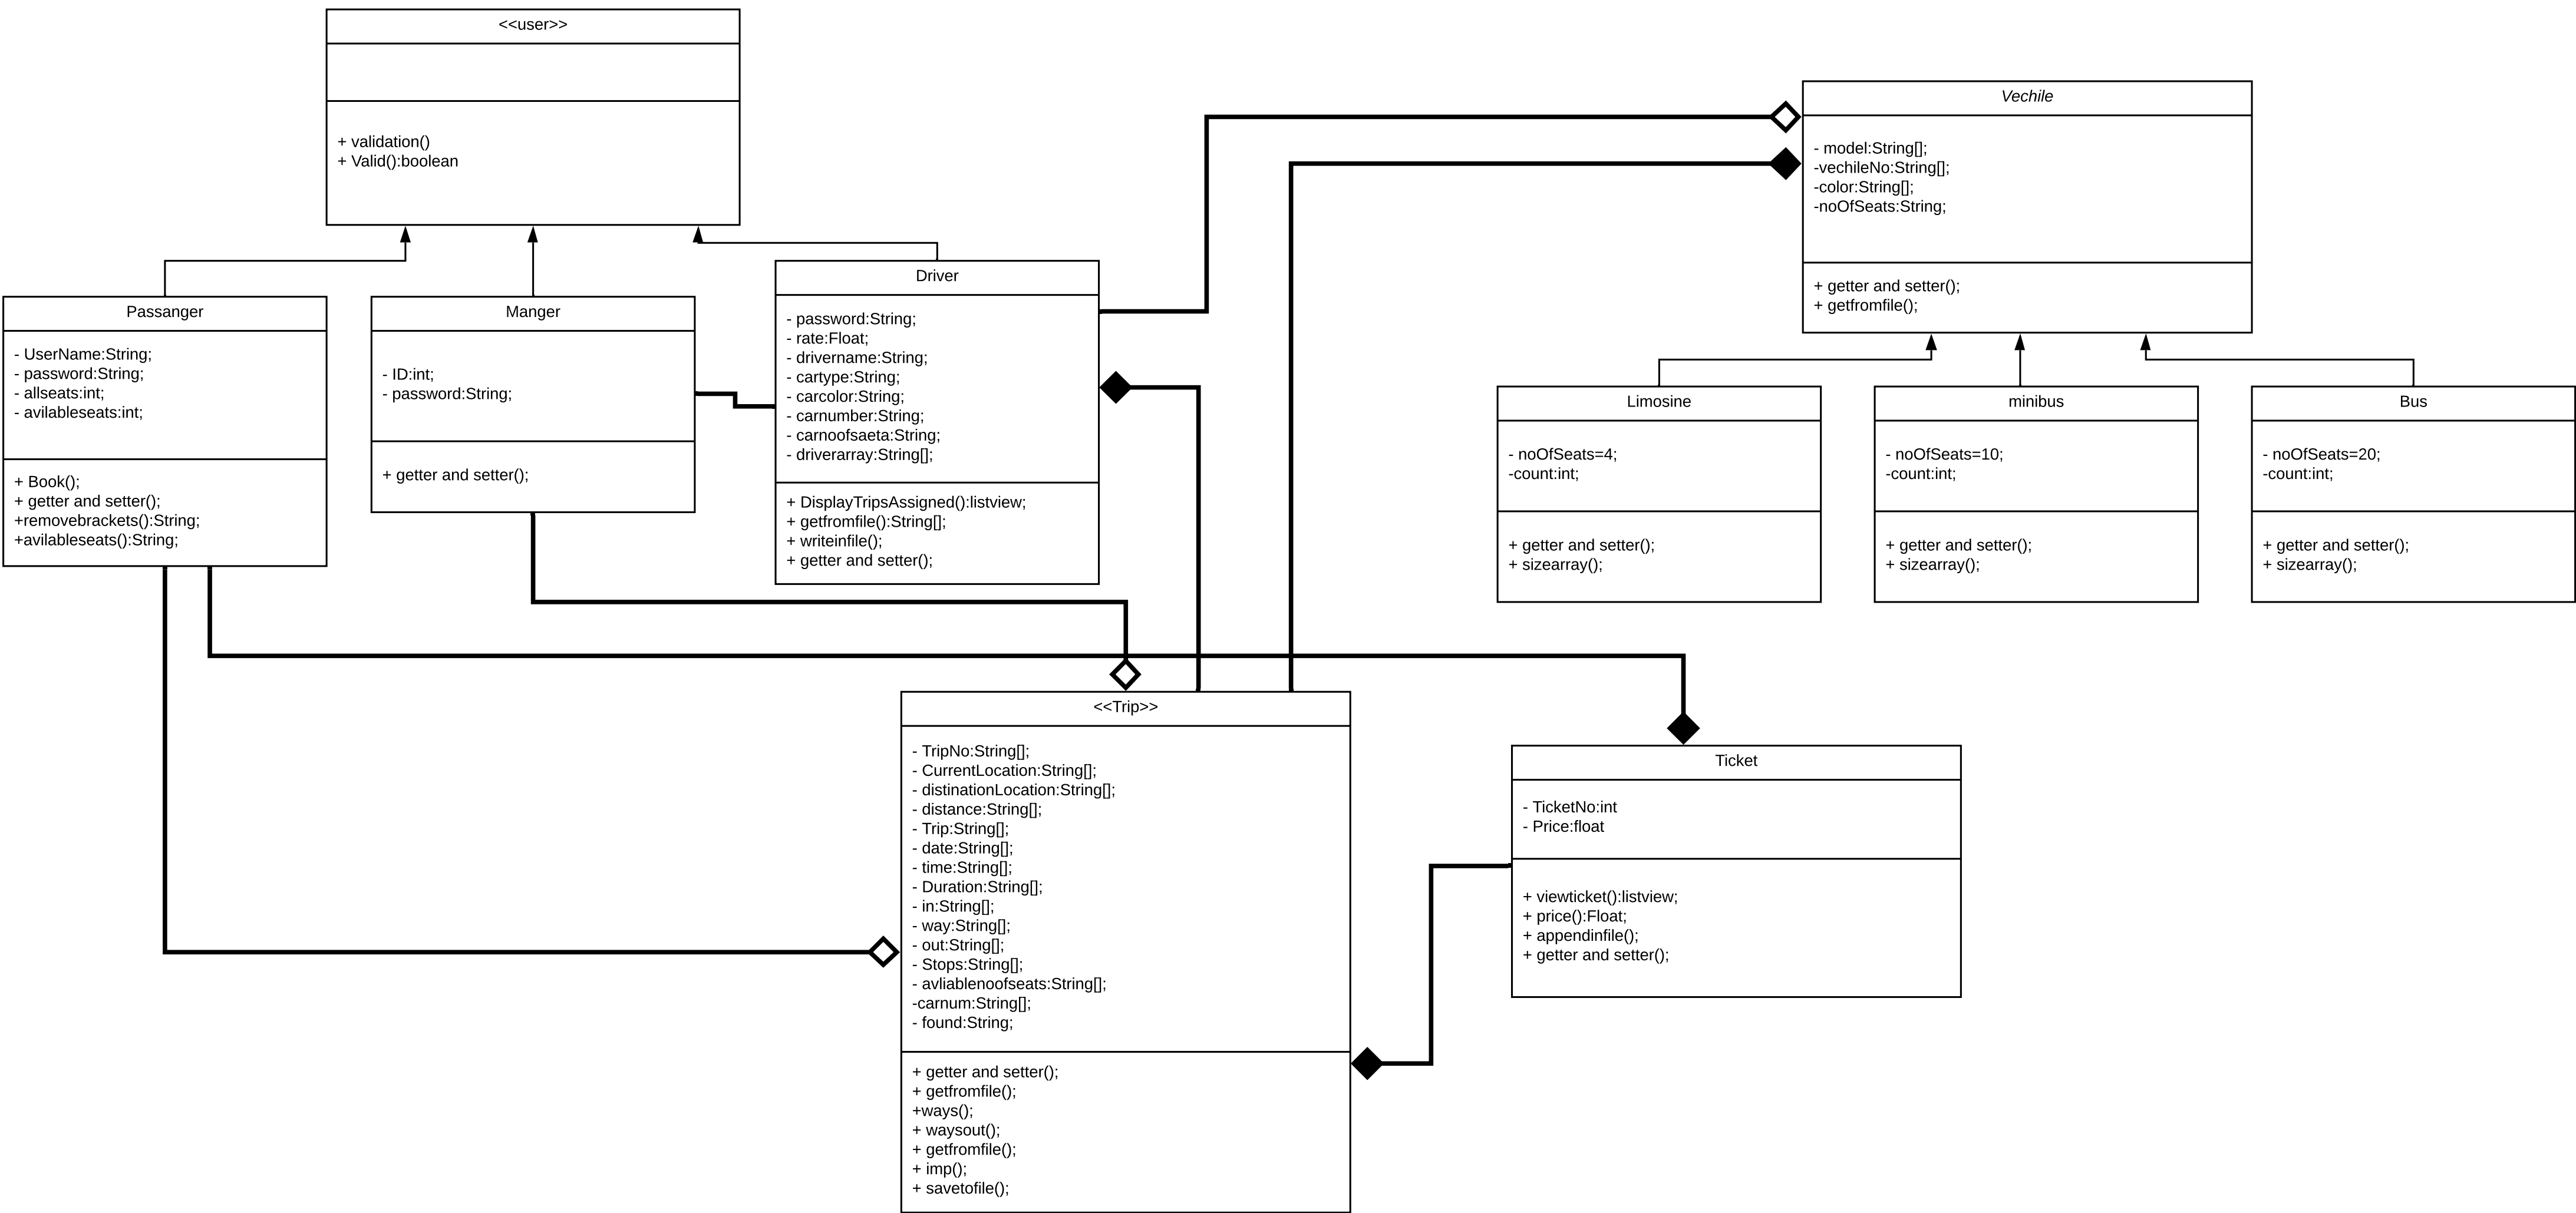 <<user>>
+ validation()
+ Valid():boolean
Vechile
- model:String[];
-vechileNo:String[];
-color:String[];
-noOfSeats:String;
+ getter and setter();
+ getfromfile();
Passanger
- UserName:String;
- password:String;
- allseats:int;
- avilableseats:int;
+ Book();
+ getter and setter();
+removebrackets():String;
+avilableseats():String;
Manger
- ID:int;
- password:String;
+ getter and setter();
Driver
- password:String;
- rate:Float;
- drivername:String;
- cartype:String;
- carcolor:String;
- carnumber:String;
- carnoofsaeta:String;
- driverarray:String[];
+ DisplayTripsAssigned():listview;
+ getfromfile():String[];
+ writeinfile();
+ getter and setter();
Limosine
- noOfSeats=4;
-count:int;
+ getter and setter();
+ sizearray();
minibus
- noOfSeats=10;
-count:int;
+ getter and setter();
+ sizearray();
Bus
- noOfSeats=20;
-count:int;
+ getter and setter();
+ sizearray();
<<Trip>>
- TripNo:String[];
- CurrentLocation:String[];
- distinationLocation:String[];
- distance:String[];
- Trip:String[];
- date:String[];
- time:String[];
- Duration:String[];
- in:String[];
- way:String[];
- out:String[];
- Stops:String[];
- avliablenoofseats:String[];
-carnum:String[];
- found:String;
+ getter and setter();
+ getfromfile();
+ways();
+ waysout();
+ getfromfile();
+ imp();
+ savetofile();
Ticket
- TicketNo:int
- Price:float
+ viewticket():listview;
+ price():Float;
+ appendinfile();
+ getter and setter();